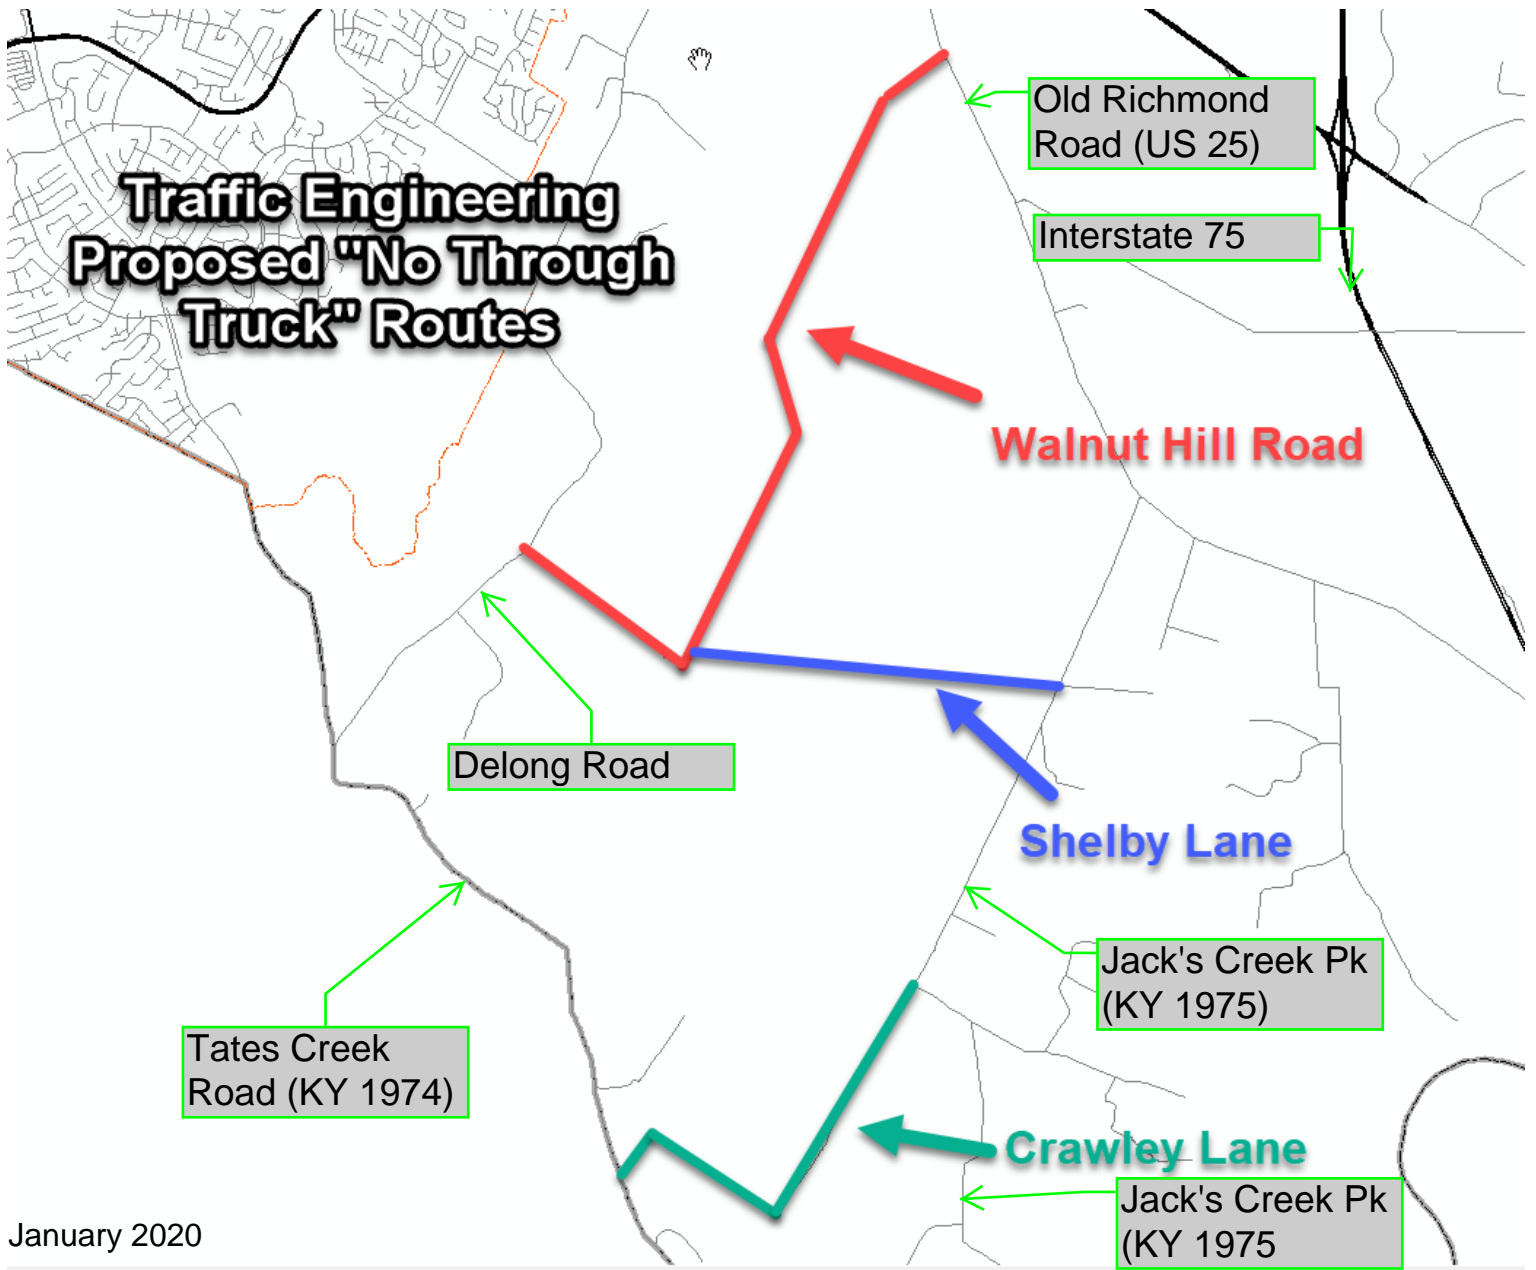 Old Richmond
Road (US 25)
Traffic Engineering
Proposed "No Through
Truck" Routes
Interstate 75
Walnut Hill Road
Delong Road
Shelby Lane
Jack's Creek Pk
(KY 1975)
Tates Creek
Road (KY 1974)
Crawley Lane
Jack's Creek Pk
(KY 1975
January 2020